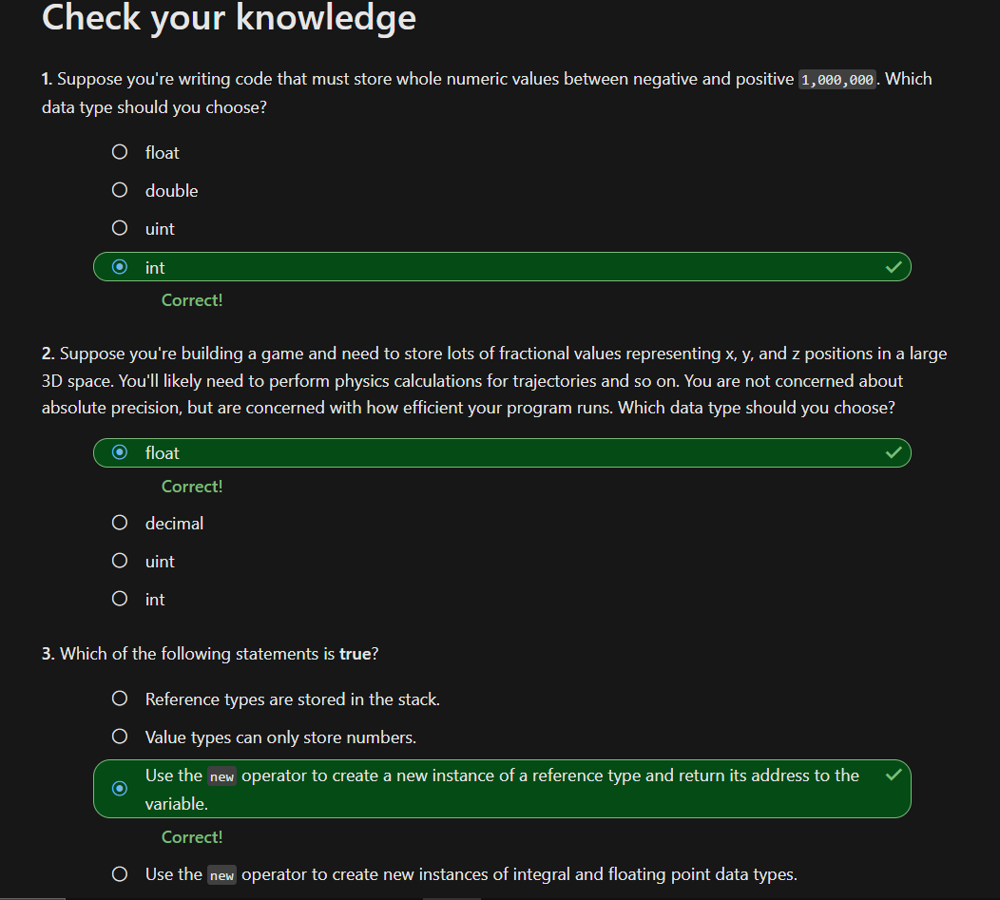 Check your knowledge
1. Suppose you're writing code that must store whole numeric values between negative and positive 1,000,000. Which
data type should you choose?
float
double
uint
int
Correct!
2. Suppose you're building a game and need to store lots of fractional values representing x, y, and z positions in a large
3D space. You'll likely need to perform physics calculations for trajectories and so on. You are not concerned about
absolute precision, but are concerned with how efficient your program runs. Which data type should you choose?
float
Correct!
decimal
uint
int
3. Which of the following statements is true?
Reference types are stored in the stack.
Value types can only store numbers.
Use the new operator to create a new instance of a reference type and return its address to the
variable.
Correct!
Use the new operator to create new instances of integral and floating point data types.